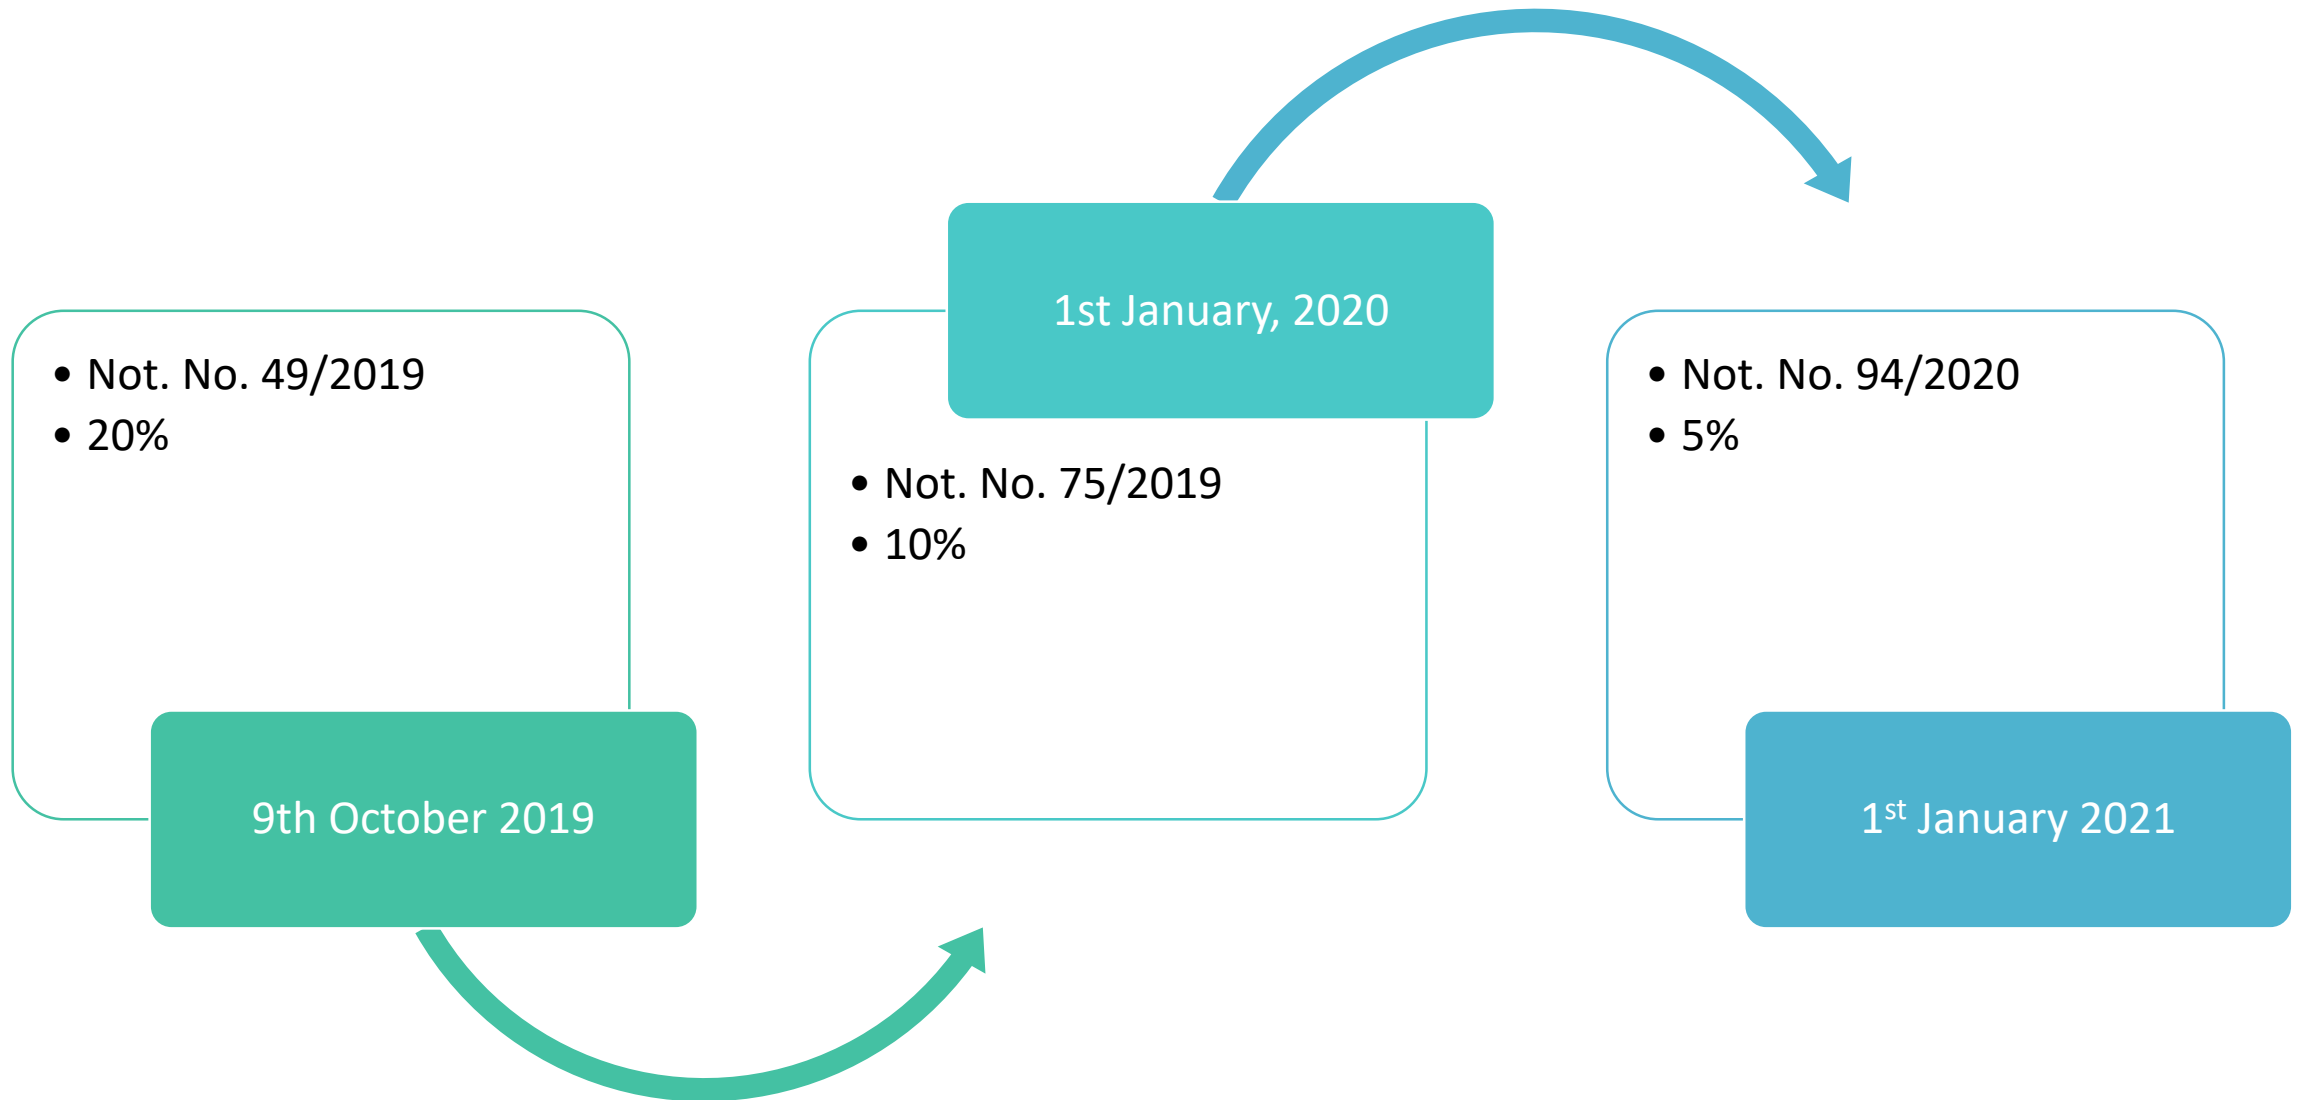 • Not. No. 49/2019
• 20%
9th October 2019
1st January, 2020
• Not. No. 75/2019
• 10%
• Not. No. 94/2020
• 5%
1st January 2021